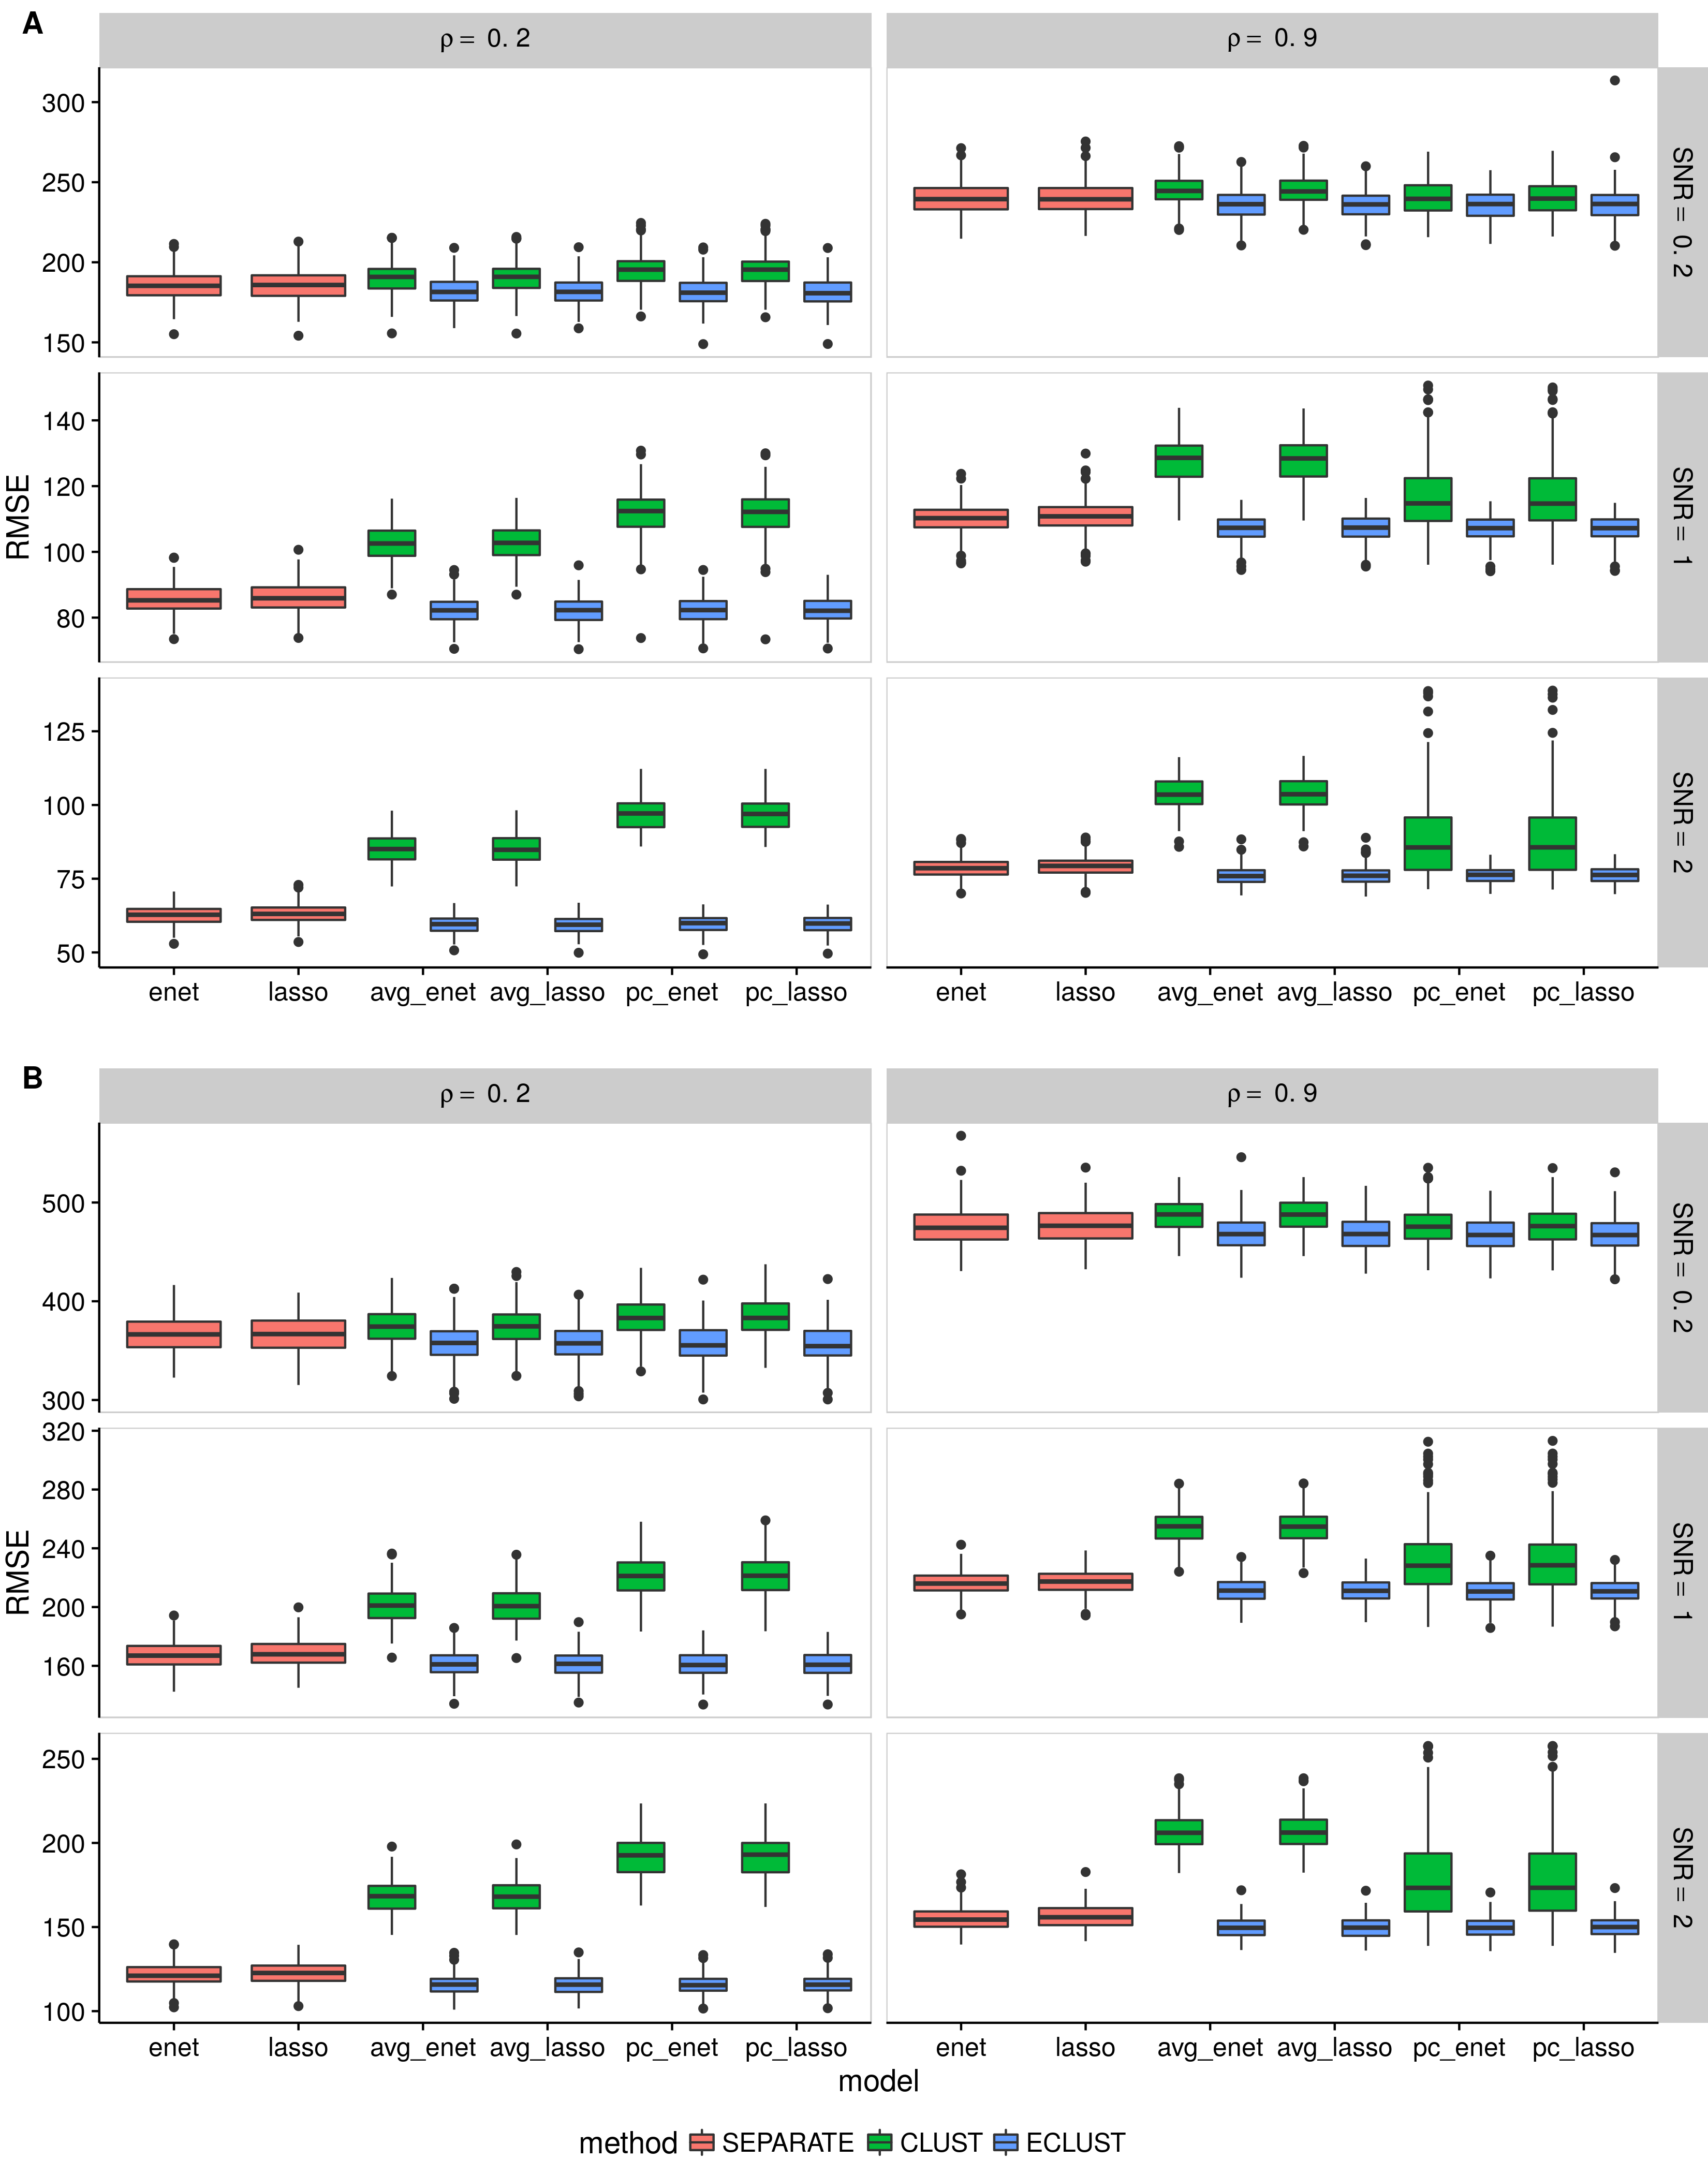 A
ρ = 0. 2
ρ = 0. 9
300
250
200
150
SNR = 0. 2
140
120
100
80
SNR = 1
RMSE
125
100
75
50
SNR = 2
enet lasso avg_enet avg_lasso pc_enet pc_lasso
enet lasso avg_enet avg_lasso pc_enet pc_lasso
B
ρ = 0. 2
ρ = 0. 9
500
400
300
SNR = 0. 2
320
280
240
200
160
SNR = 1
RMSE
250
200
150
100
SNR = 2
enet lasso avg_enet avg_lasso pc_enet pc_lasso
enet lasso avg_enet avg_lasso pc_enet pc_lasso
model
method SEPARATE CLUST ECLUST